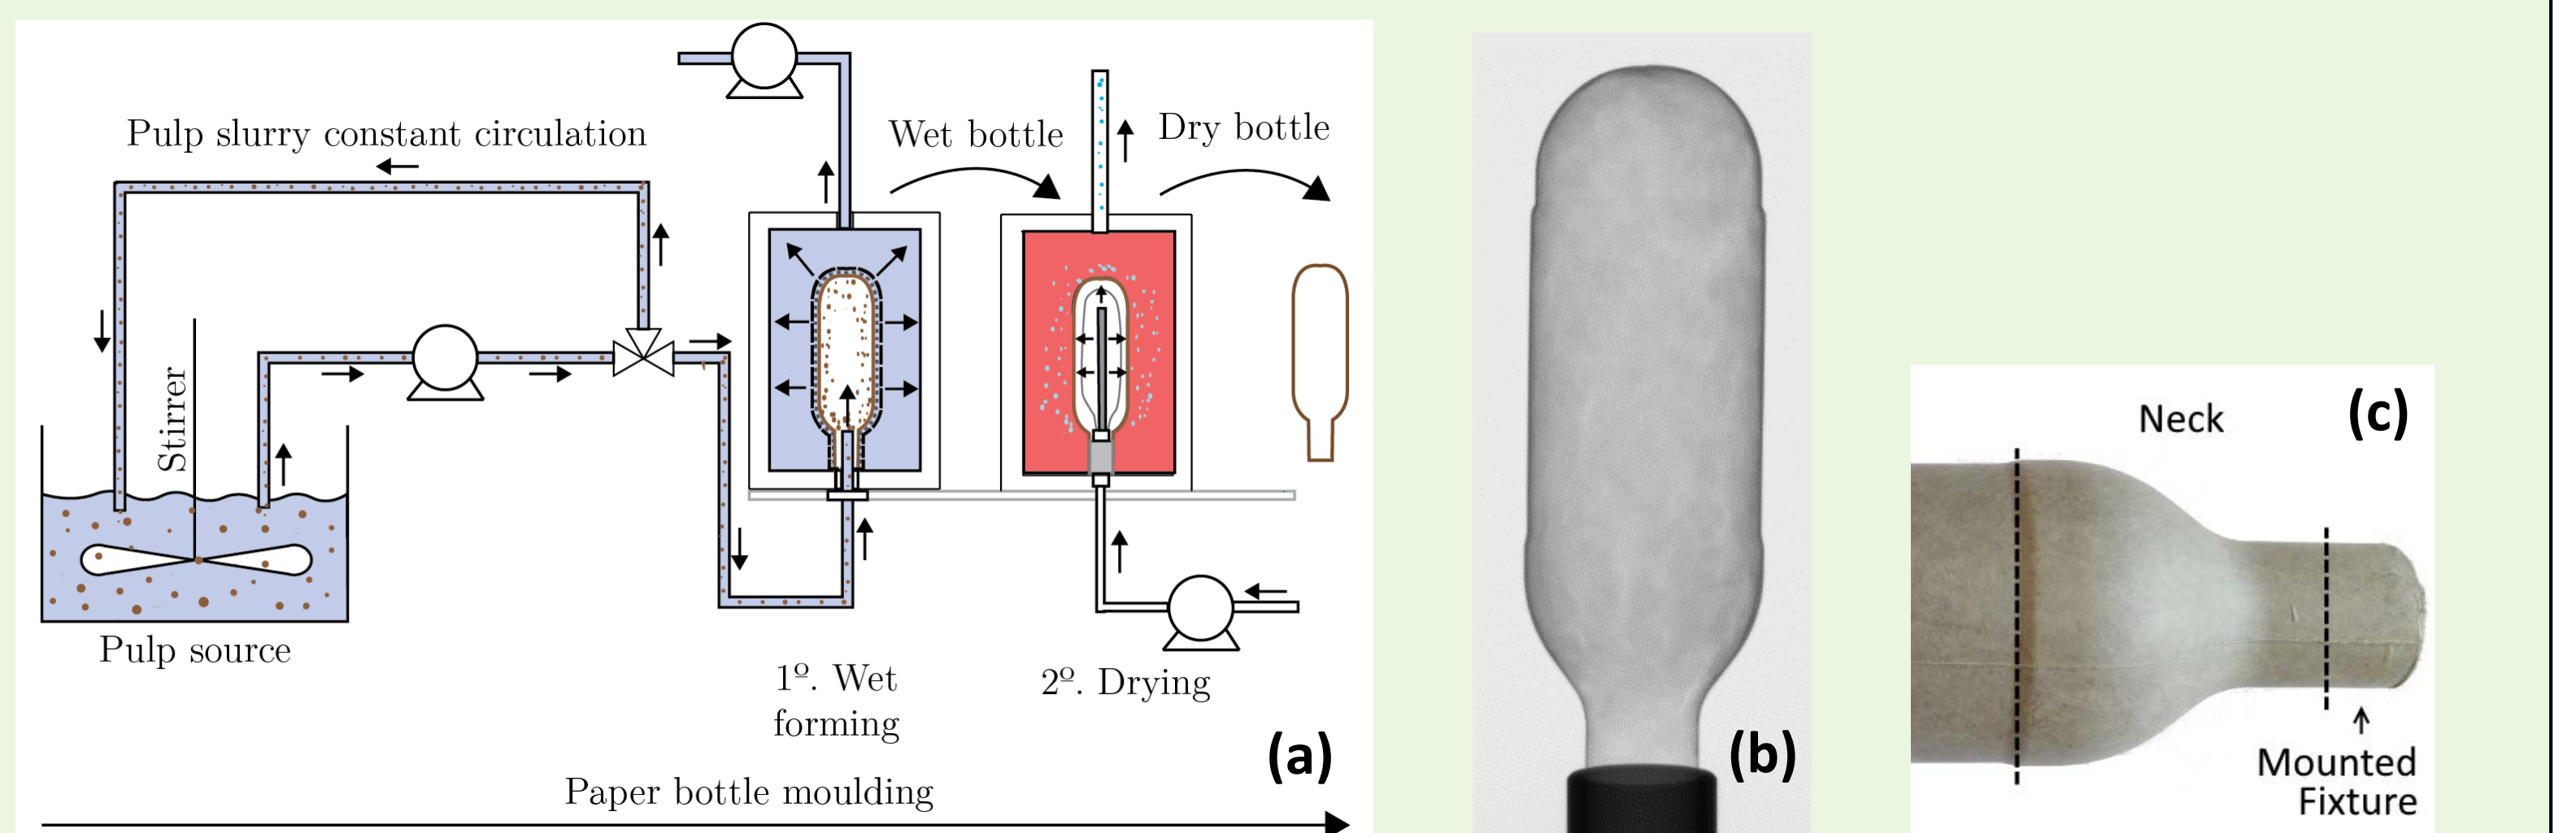 Pulp slurry constant circulation
Wet bottle
Dry bottle
Stirrer
Pulp source
1º. Wet
forming
2º. Drying
(a)
Paper bottle moulding
(b)
(c)
Neck
Mounted
Fixture